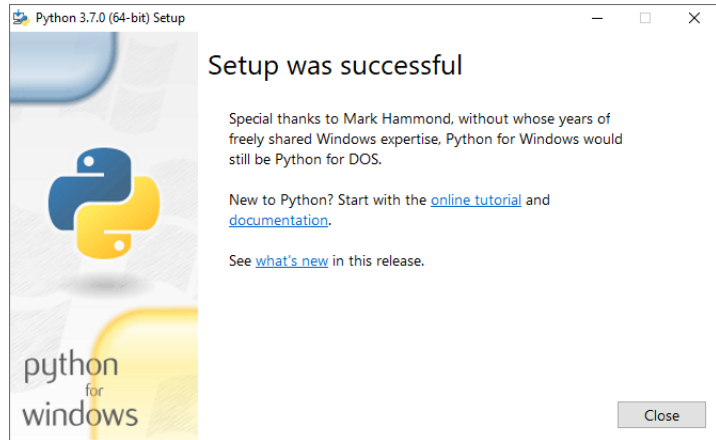 Python 3.7.0 (64-bit) Setup
Setup was successful
Special thanks to Mark Hammond, without whose years of
freely shared Windows expertise, Python for Windows would
still be Python for DOS.
New to Python? Start with the online tutorial and
documentation.
See what's new in this release.
python
for
windows
Close